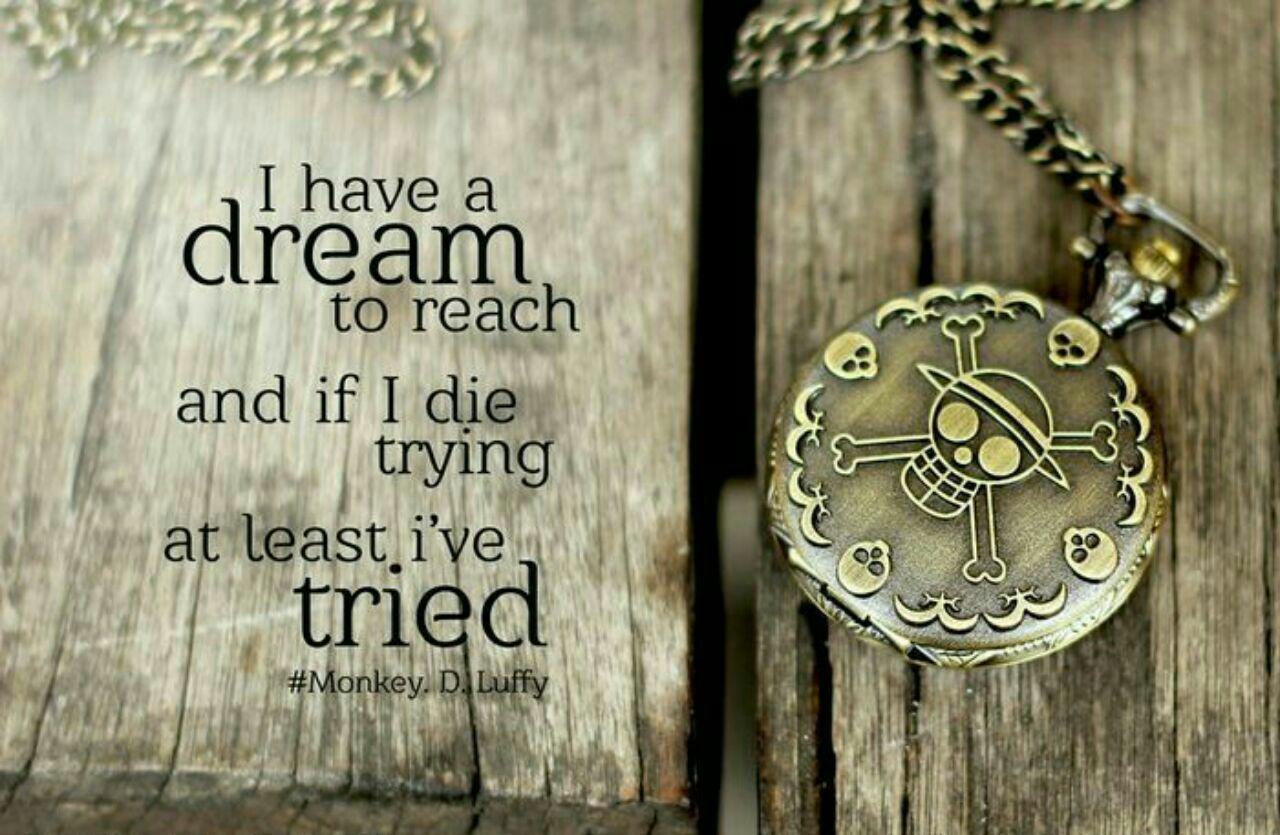 I have a
dream
to reach
and if I die
trying
at least i've
tried
#Monkey. D. Luffy